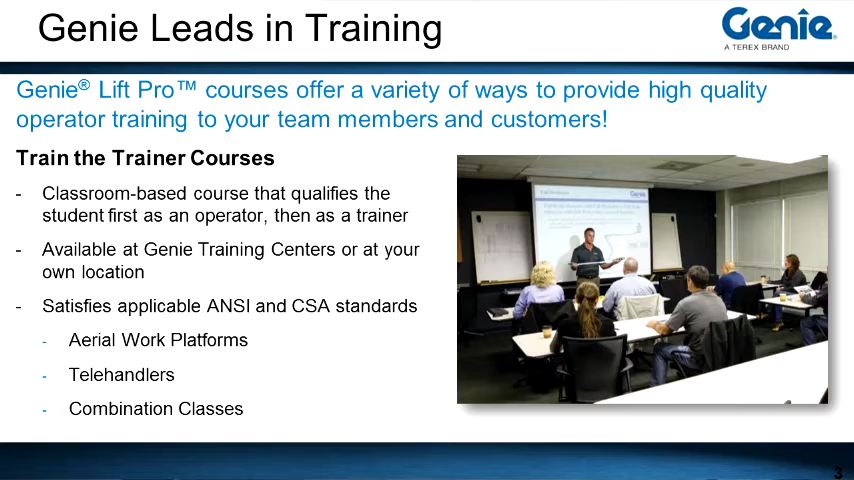 Genie Leads in Training
Genie®
A TEREX BRAND
Genie® Lift Pro™ courses offer a variety of ways to provide high quality
operator training to your team members and customers!
Train the Trainer Courses
- Classroom-based course that qualifies the
student first as an operator, then as a trainer
- Available at Genie Training Centers or at your
own location
- Satisfies applicable ANSI and CSA standards
- Aerial Work Platforms
- Telehandlers
- Combination Classes
Genie
3